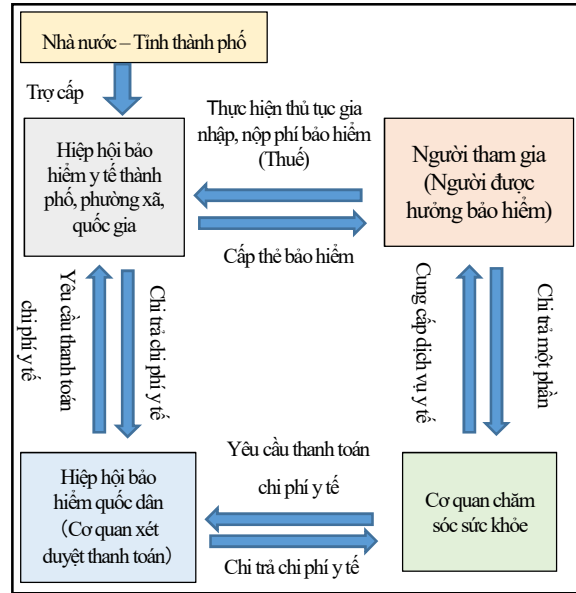 Nhà nước – Tỉnh thành phố
Trợ cấp
Thực hiện thủ tục gia
nhập, nộp phí bảo hiểm
(Thuế)
Hiệp hội bảo
hiểm y tế thành
phố, phường xã,
quốc gia
Người tham gia
(Người được
hưởng bảo hiểm)
Cấp thẻ bảo hiểm
Yêu cầu thanh toán
chi phí y tế
Chi trả chi phí y tế
Cung cấp dịch vụ y tế
Chi trả một phần
Hiệp hội bảo
hiểm quốc dân
(Cơ quan xét
duyệt thanh toán)
Yêu cầu thanh toán
chi phí y tế
Chi trả chi phí y tế
Cơ quan chăm
sóc sức khỏe